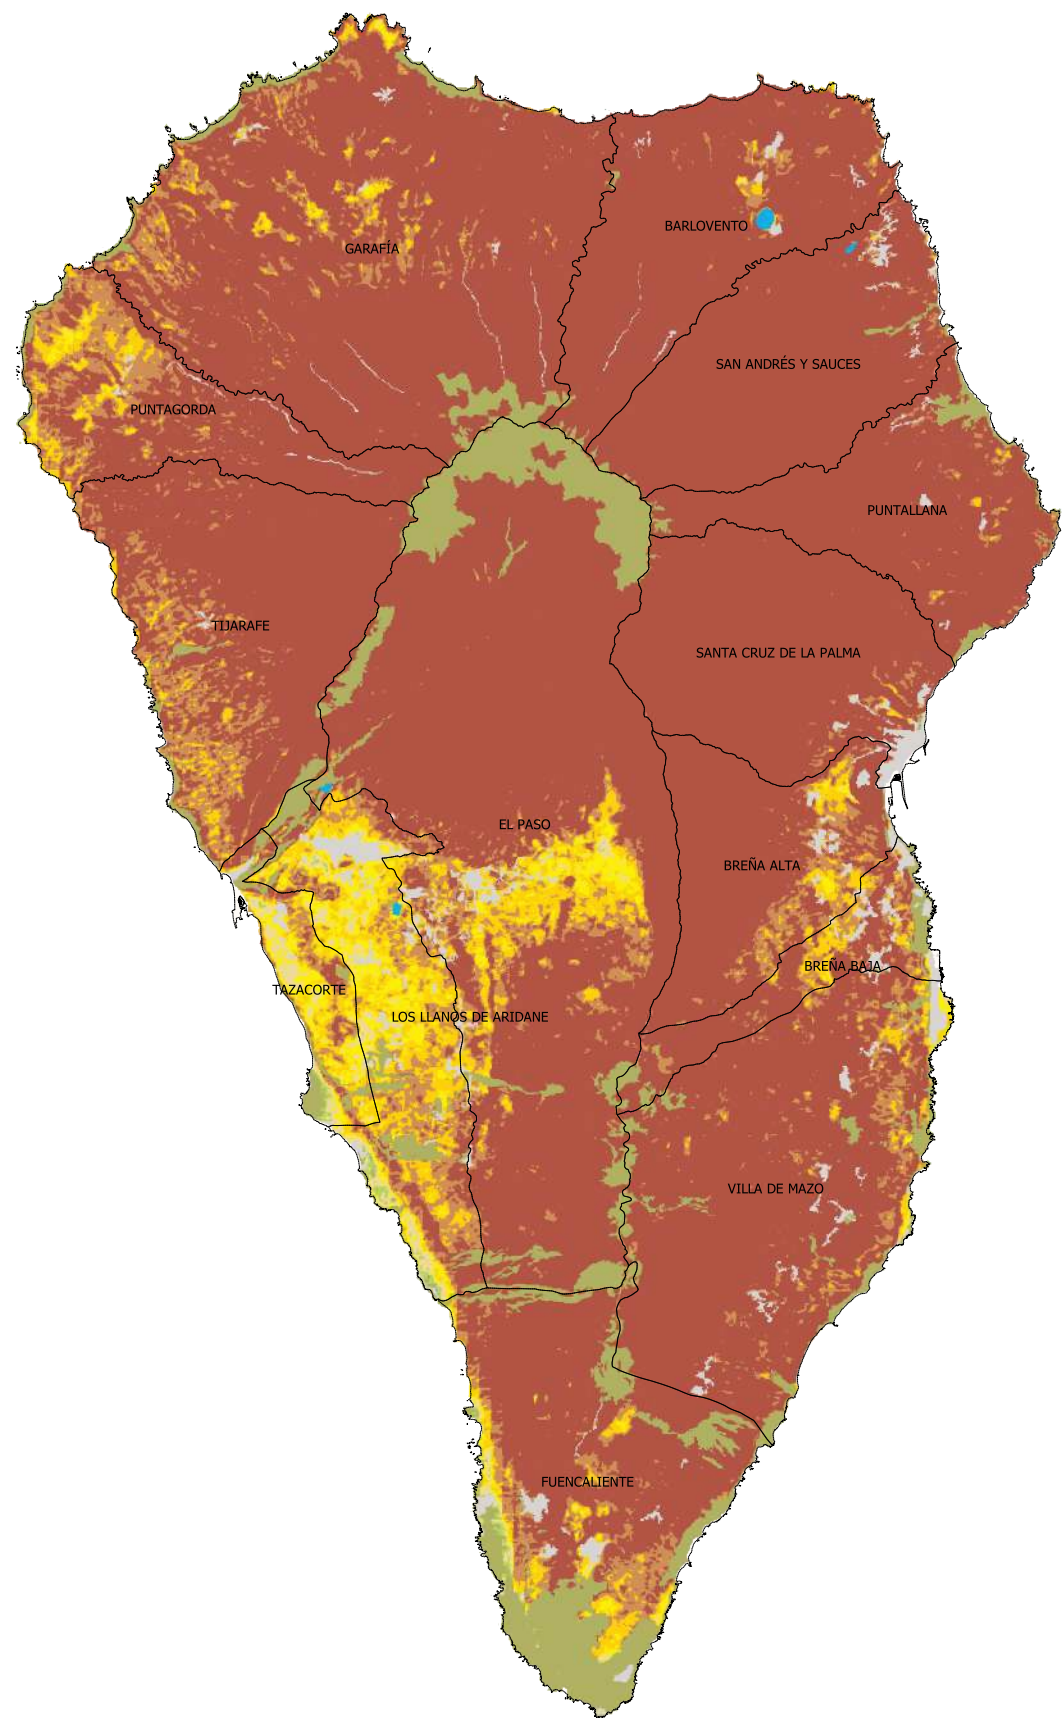 BARLOVENTO
GARAFÍA
SAN ANDRÉS Y SAUCES
PUNTAGORDA
PUNTALLANA
TIJARAFE
SANTA CRUZ DE LA PALMA
EL PASO
BREÑA ALTA
BREÑA BAJA
TAZACORTE
LOS LLANOS DE ARIDANE
VILLA DE MAZO
FUENCALIENTE